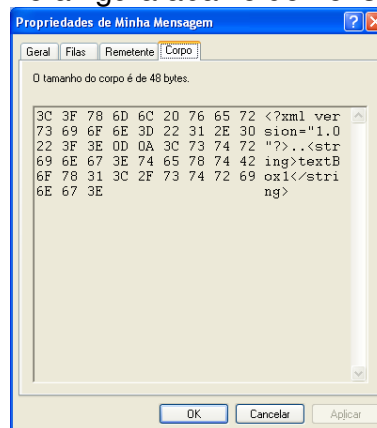 Propriedades de Minha Mensagem
Geral Filas Remetente Corpo
O tamanho do corpo é de 48 bytes.
3C 3F 78 6D 6C 20 76 65 72 <?xml ver
73 69 6F 6E 3D 22 31 2E 30 sion="1.0
22 3F 3E 0D 0A 3C 73 74 72 "?>..<str
69 6E 67 3E 74 65 78 74 42 ing>textB
6F 78 31 3C 2F 73 74 72 69 ox1</stri
6E 67 3E ng>
OK Cancelar Aplicar